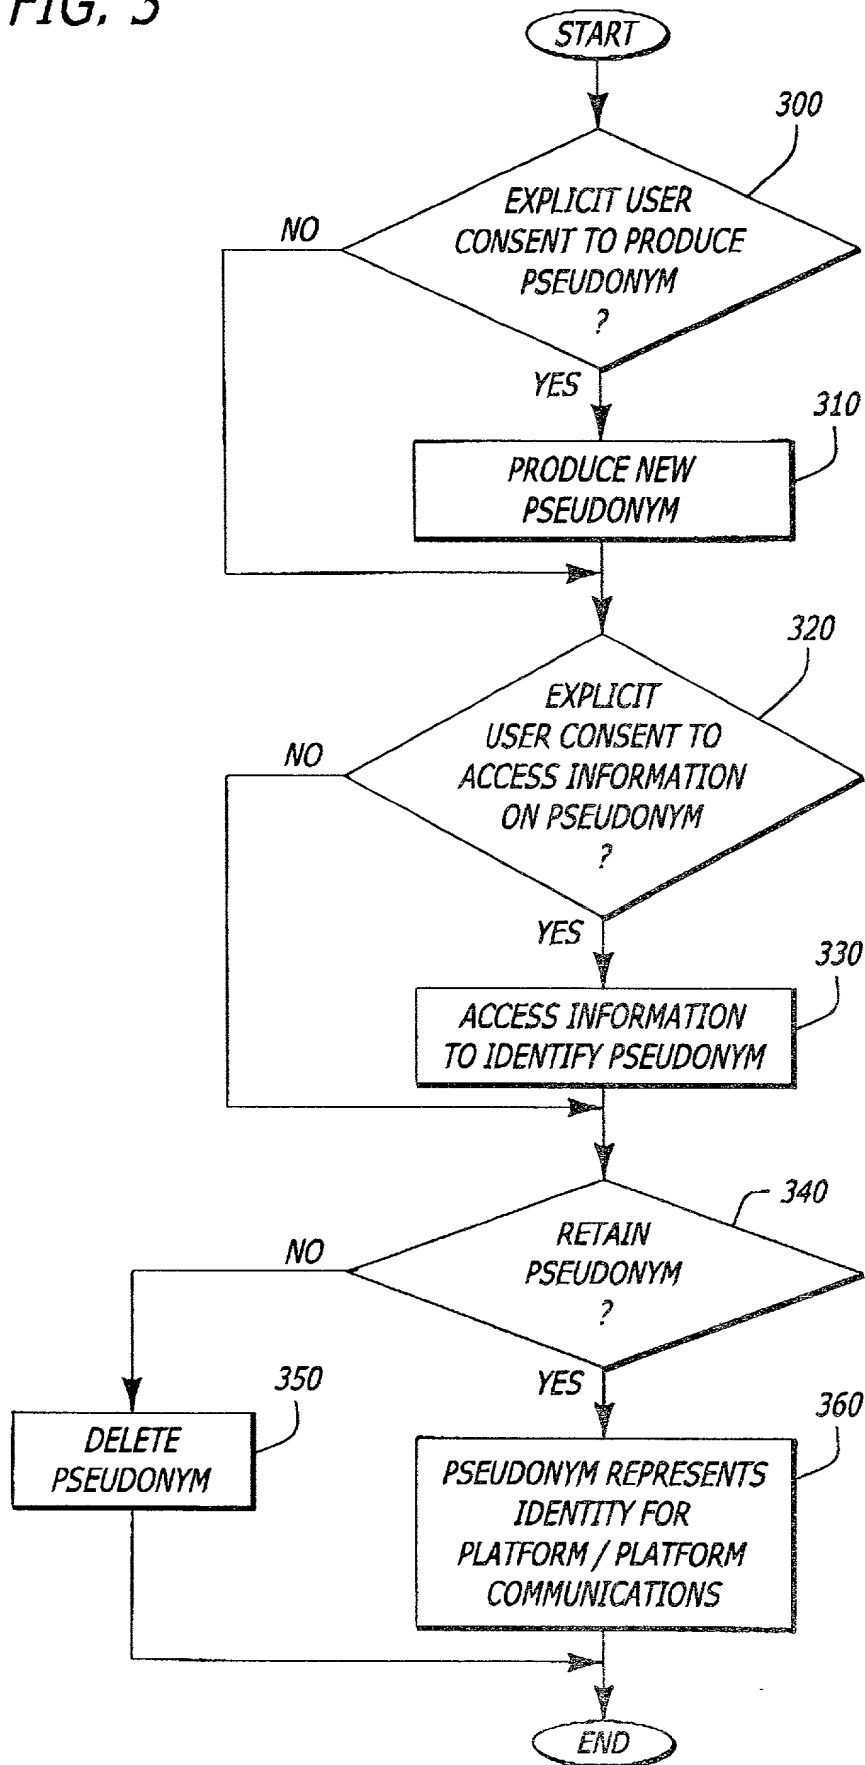 FIG. 3
START
300
EXPLICIT USER
CONSENT TO PRODUCE
PSEUDONYM
?
NO
YES
310
PRODUCE NEW
PSEUDONYM
320
EXPLICIT
USER CONSENT TO
ACCESS INFORMATION
ON PSEUDONYM
?
NO
YES
330
ACCESS INFORMATION
TO IDENTIFY PSEUDONYM
340
RETAIN
PSEUDONYM
?
NO
YES
350
DELETE
PSEUDONYM
360
PSEUDONYM REPRESENTS
IDENTITY FOR
PLATFORM / PLATFORM
COMMUNICATIONS
END